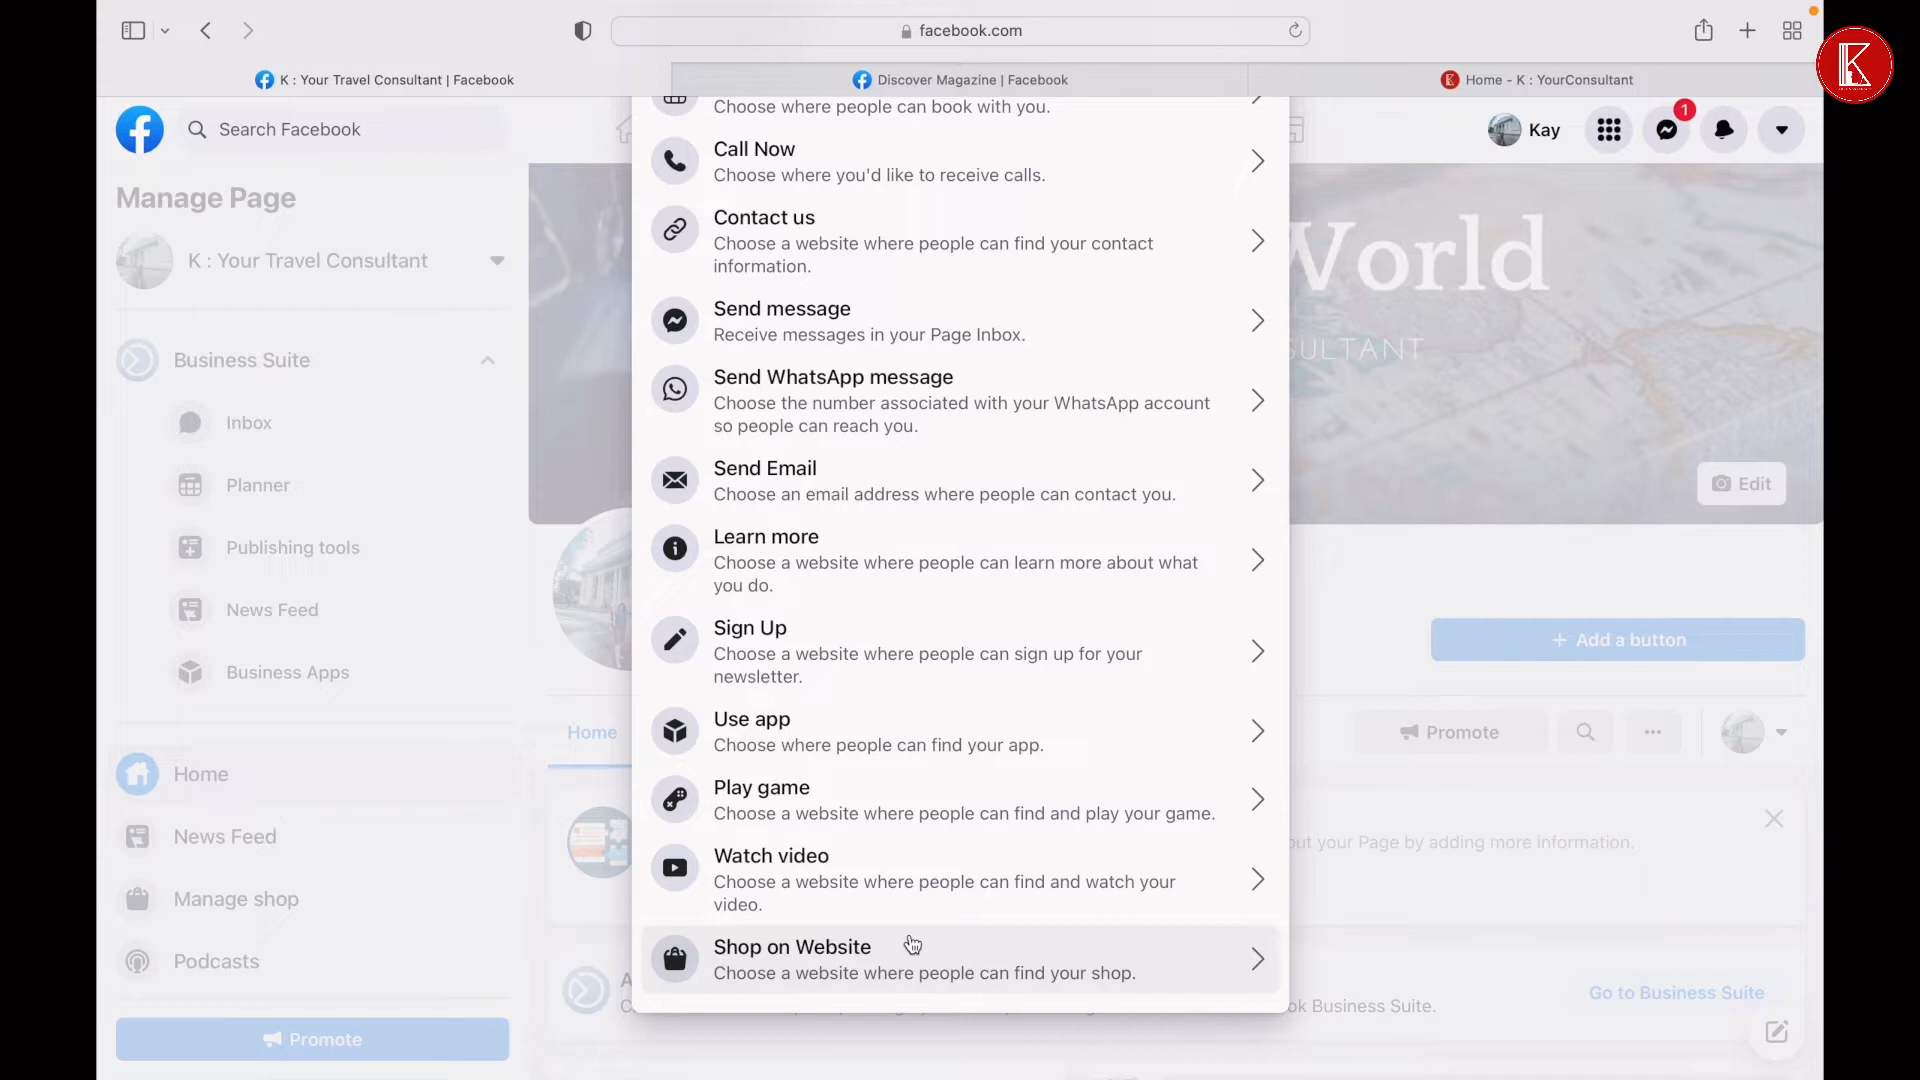 facebook.com
K : Your Travel Consultant | Facebook
Discover Magazine | Facebook
Home - K : YourConsultant
K
Search Facebook
Kay
1
Manage Page
K : Your Travel Consultant
Business Suite
Inbox
Planner
Publishing tools
News Feed
Business Apps
Home
News Feed
Manage shop
Podcasts
Promote
Choose where people can book with you.
Call Now
Choose where you'd like to receive calls.
Contact us
Choose a website where people can find your contact
information.
Send message
Receive messages in your Page Inbox.
Send WhatsApp message
Choose the number associated with your WhatsApp account
so people can reach you.
Send Email
Choose an email address where people can contact you.
Learn more
Choose a website where people can learn more about what
you do.
Sign Up
Choose a website where people can sign up for your
newsletter.
Use app
Choose where people can find your app.
Play game
Choose a website where people can find and play your game.
Watch video
Choose a website where people can find and watch your
video.
Shop on Website
Choose a website where people can find your shop.
World
SULTANT
Edit
+ Add a button
Home
Promote
out your Page by adding more information.
ok Business Suite.
Go to Business Suite